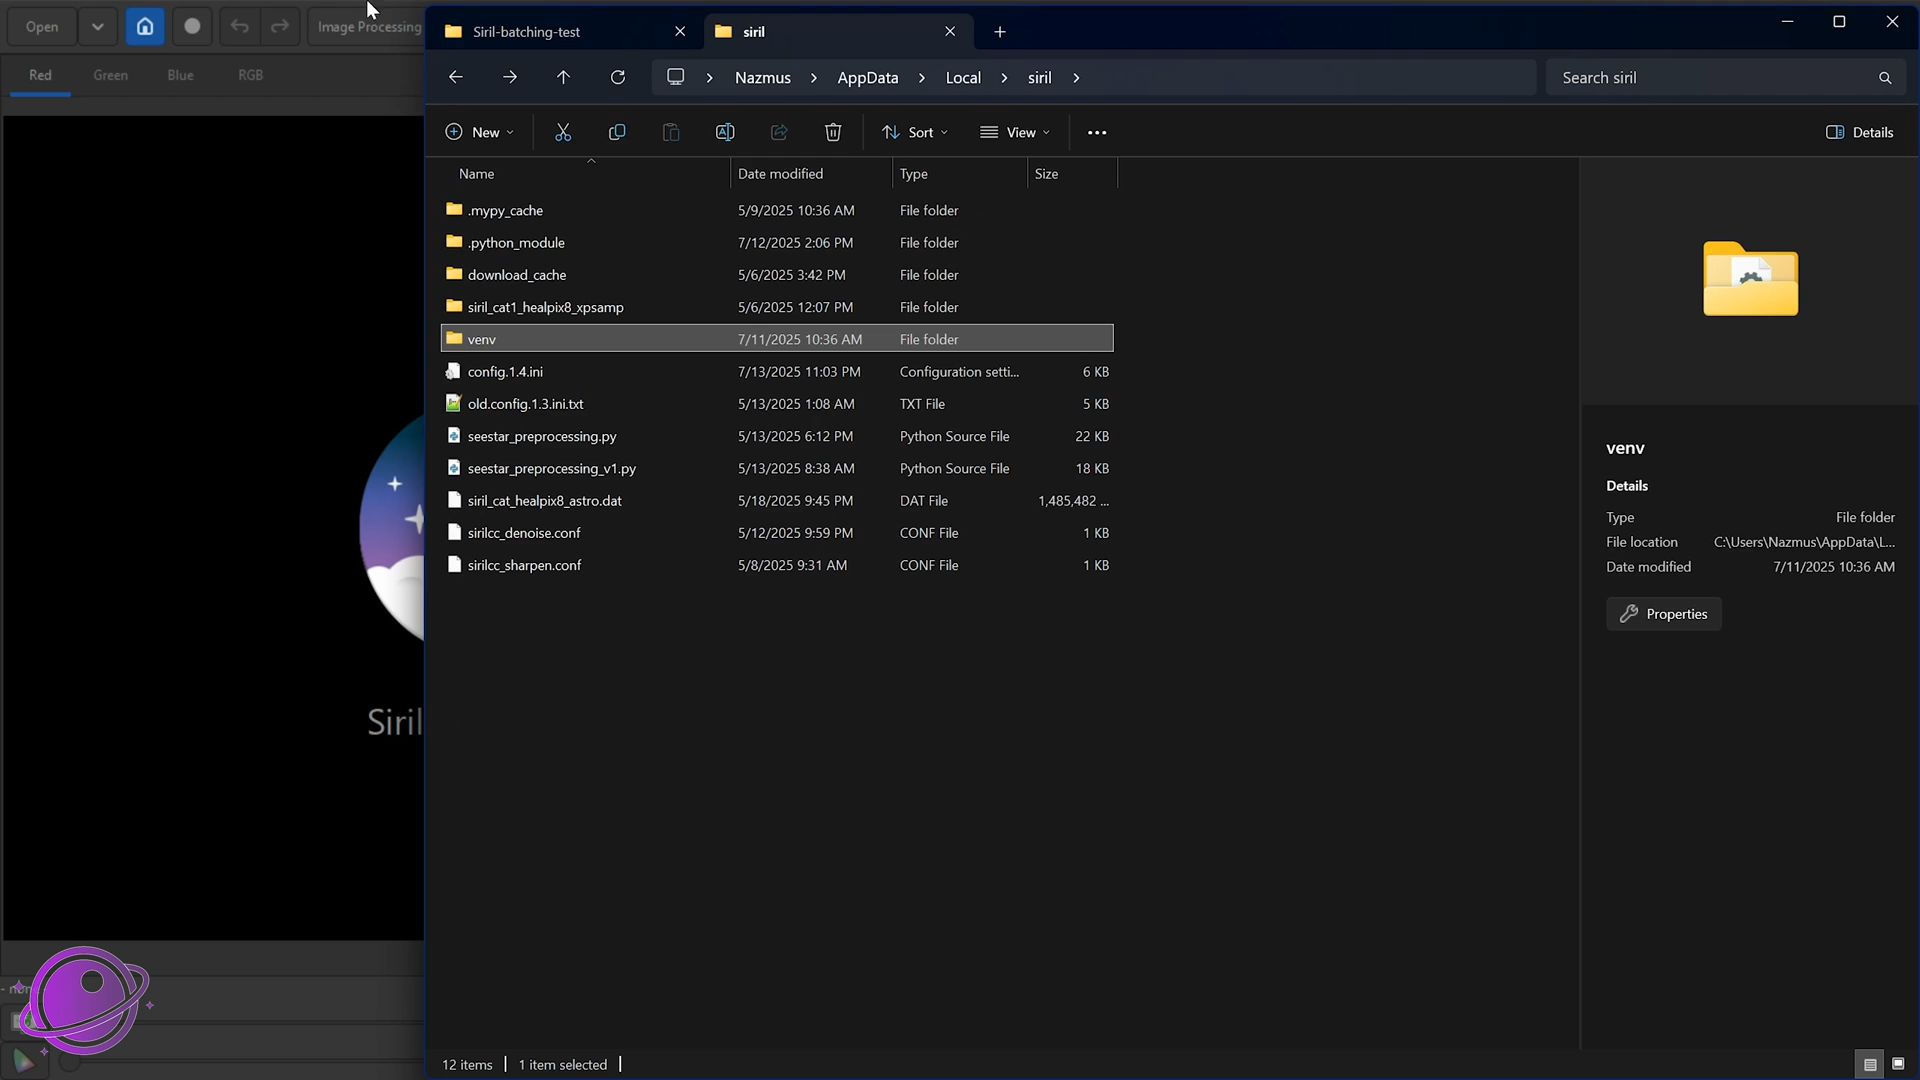 Open
Image Processing
Red
Green
Blue
RGB
Siril
Siril-batching-test
siril
Nazmus
AppData
Local
siril
Search siril
New
Sort
View
Details
Name
Date modified
Type
Size
.mypy_cache 5/9/2025 10:36 AM File folder
.python_module 7/12/2025 2:06 PM File folder
download_cache 5/6/2025 3:42 PM File folder
siril_cat1_healpix8_xpsamp 5/6/2025 12:07 PM File folder
venv 7/11/2025 10:36 AM File folder
config.1.4.ini 7/13/2025 11:03 PM Configuration setti... 6 KB
old.config.1.3.ini.txt 5/13/2025 1:08 AM TXT File 5 KB
seestar_preprocessing.py 5/13/2025 6:12 PM Python Source File 22 KB
seestar_preprocessing_v1.py 5/13/2025 8:38 AM Python Source File 18 KB
siril_cat_healpix8_astro.dat 5/18/2025 9:45 PM DAT File 1,485,482 ...
sirilcc_denoise.conf 5/12/2025 9:59 PM CONF File 1 KB
sirilcc_sharpen.conf 5/8/2025 9:31 AM CONF File 1 KB
venv
Details
Type File folder
File location C:\Users\Nazmus\AppData\L...
Date modified 7/11/2025 10:36 AM
Properties
12 items
1 item selected